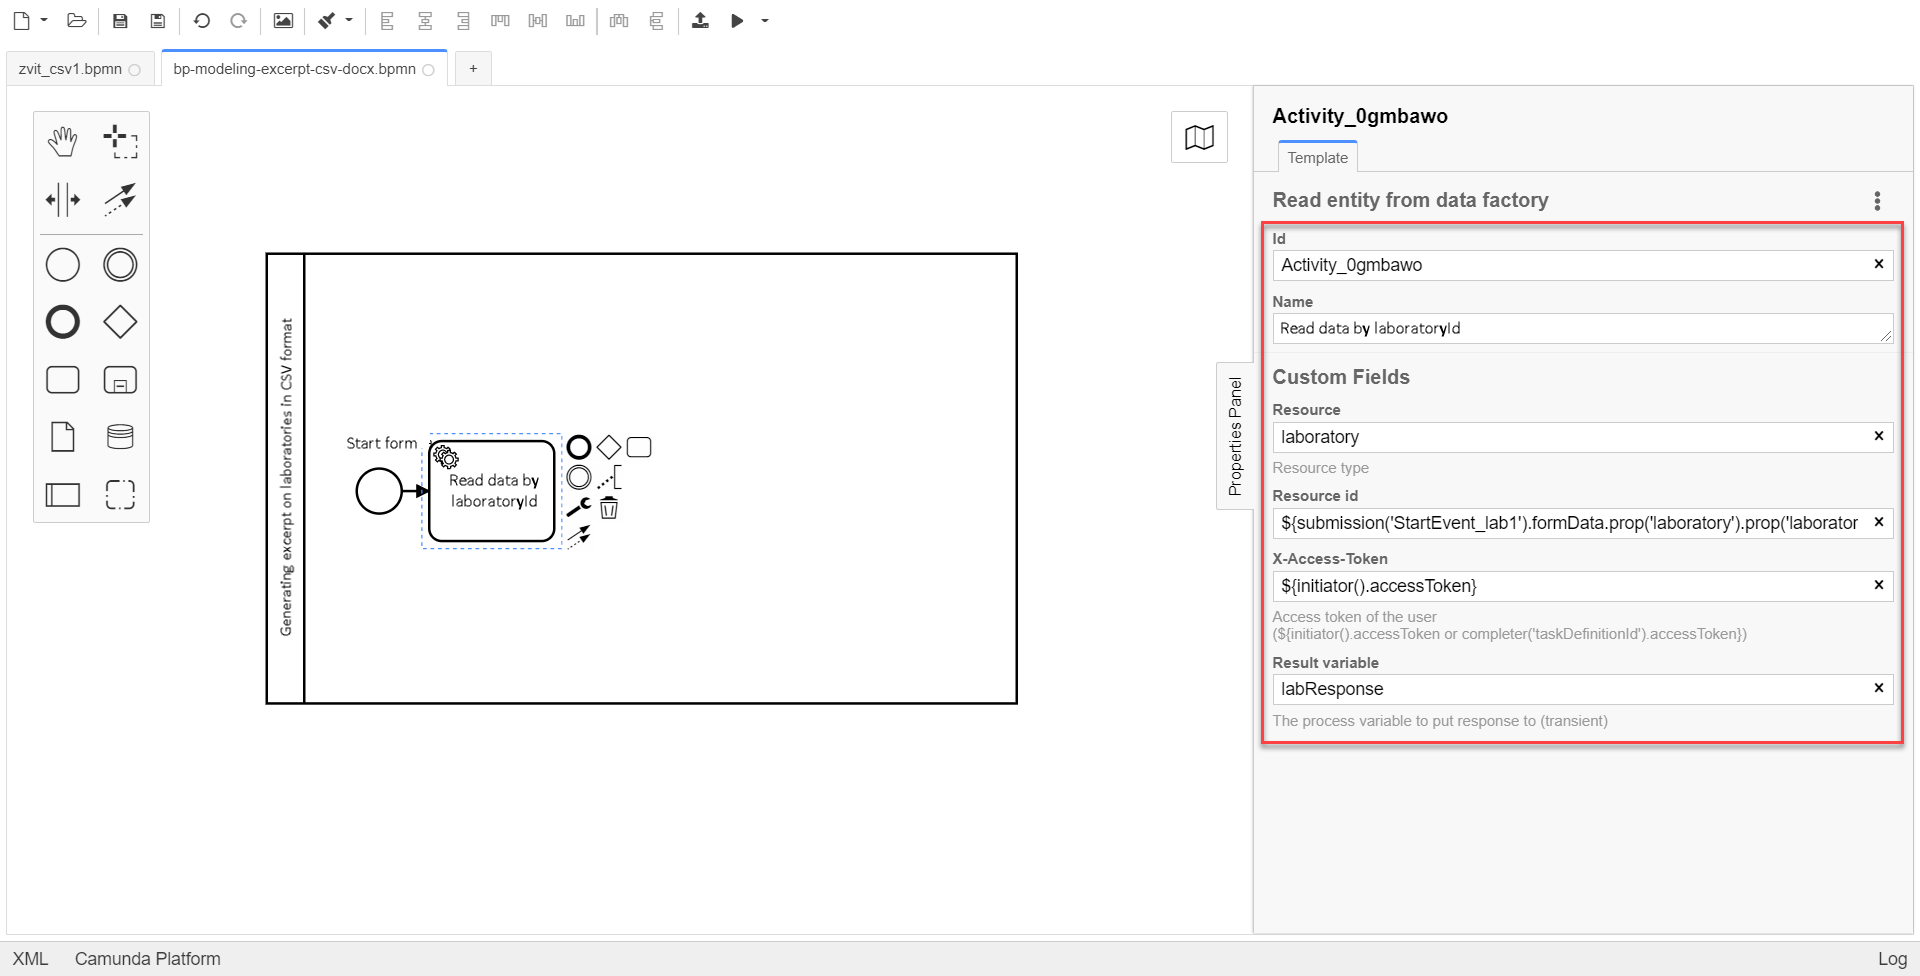 zvit_csv1.bpmn
bp-modeling-excerpt-csv-docx.bpmn
+
Activity_0gmbawo
Template
Read entity from data factory
Id
Activity_0gmbawo
Name
Read data by laboratoryId
Custom Fields
Resource
laboratory
Resource type
Resource id
${submission('StartEvent_lab1').formData.prop('laboratory').prop('laborator
X-Access-Token
${initiator().accessToken}
Access token of the user
(${initiator().accessToken or completer('taskDefinitionId').accessToken})
Result variable
labResponse
The process variable to put response to (transient)
Properties Panel
Generating excerpt on laboratories in CSV format
Start form
Read data by
laboratoryId
XML
Camunda Platform
Log